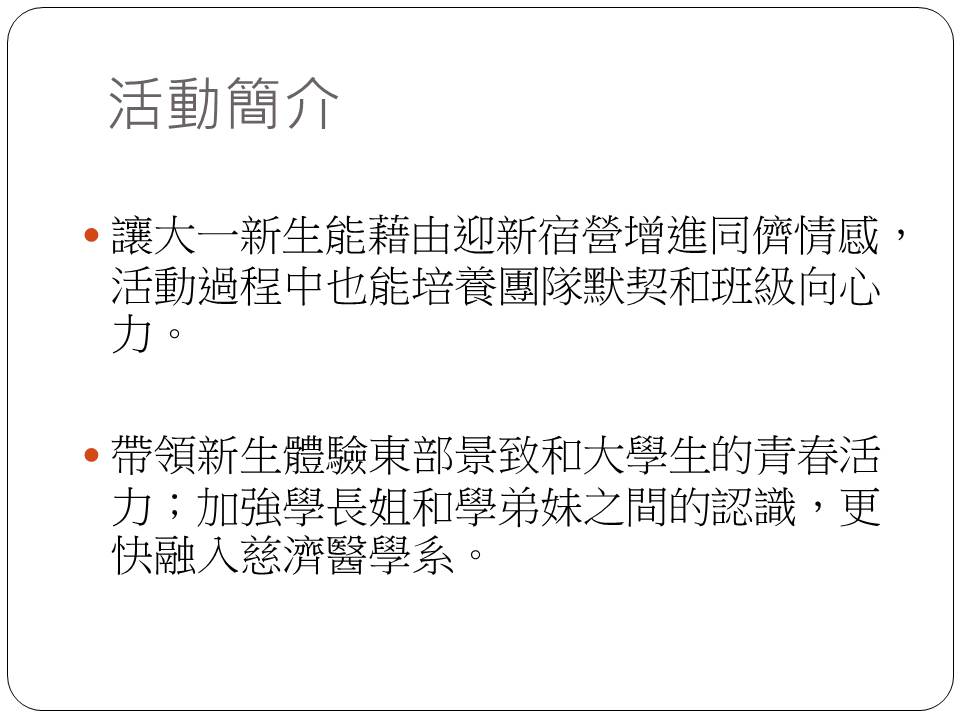 活動簡介
讓大一新生能藉由迎新宿營增進同儕情感，
活動過程中也能培養團隊默契和班級向心
力。
帶領新生體驗東部景致和大學生的青春活
力；加強學長姐和學弟妹之間的認識，更
快融入慈濟醫學系。